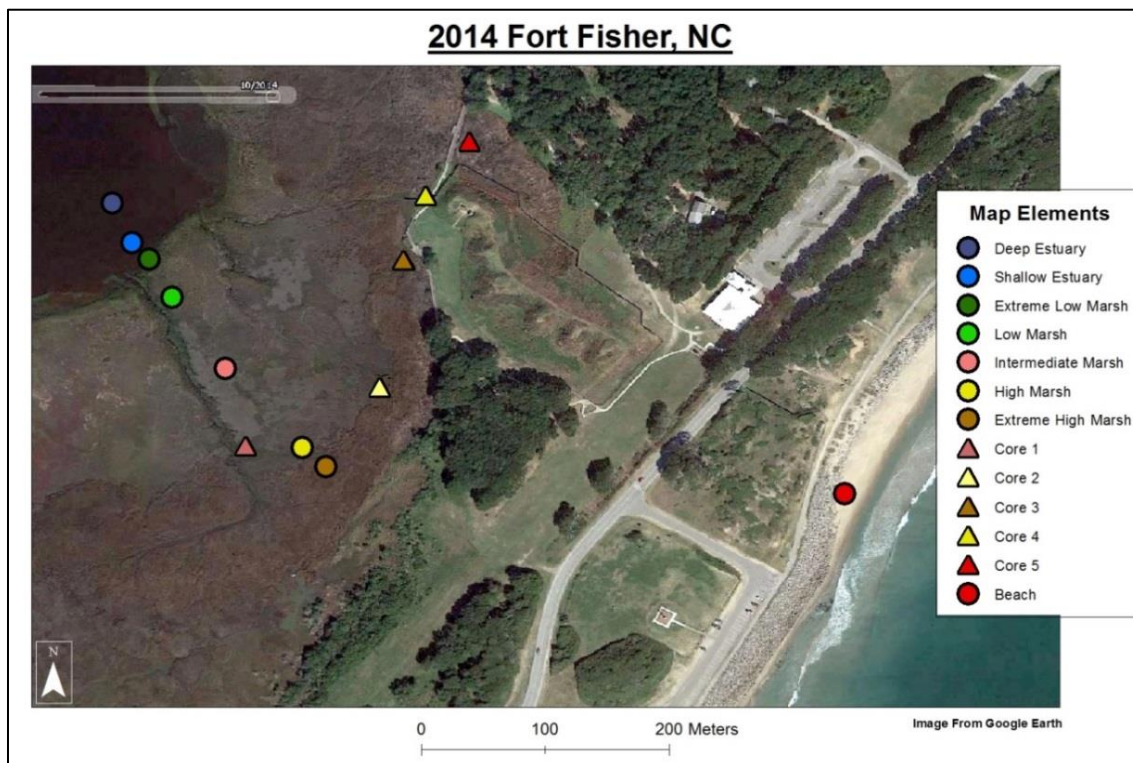 2014 Fort Fisher, NC
10/2014
Map Elements
Deep Estuary
Shallow Estuary
Extreme Low Marsh
Low Marsh
Intermediate Marsh
High Marsh
Extreme High Marsh
Core 1
Core 2
Core 3
Core 4
Core 5
Beach
N
0 100 200 Meters
Image From Google Earth